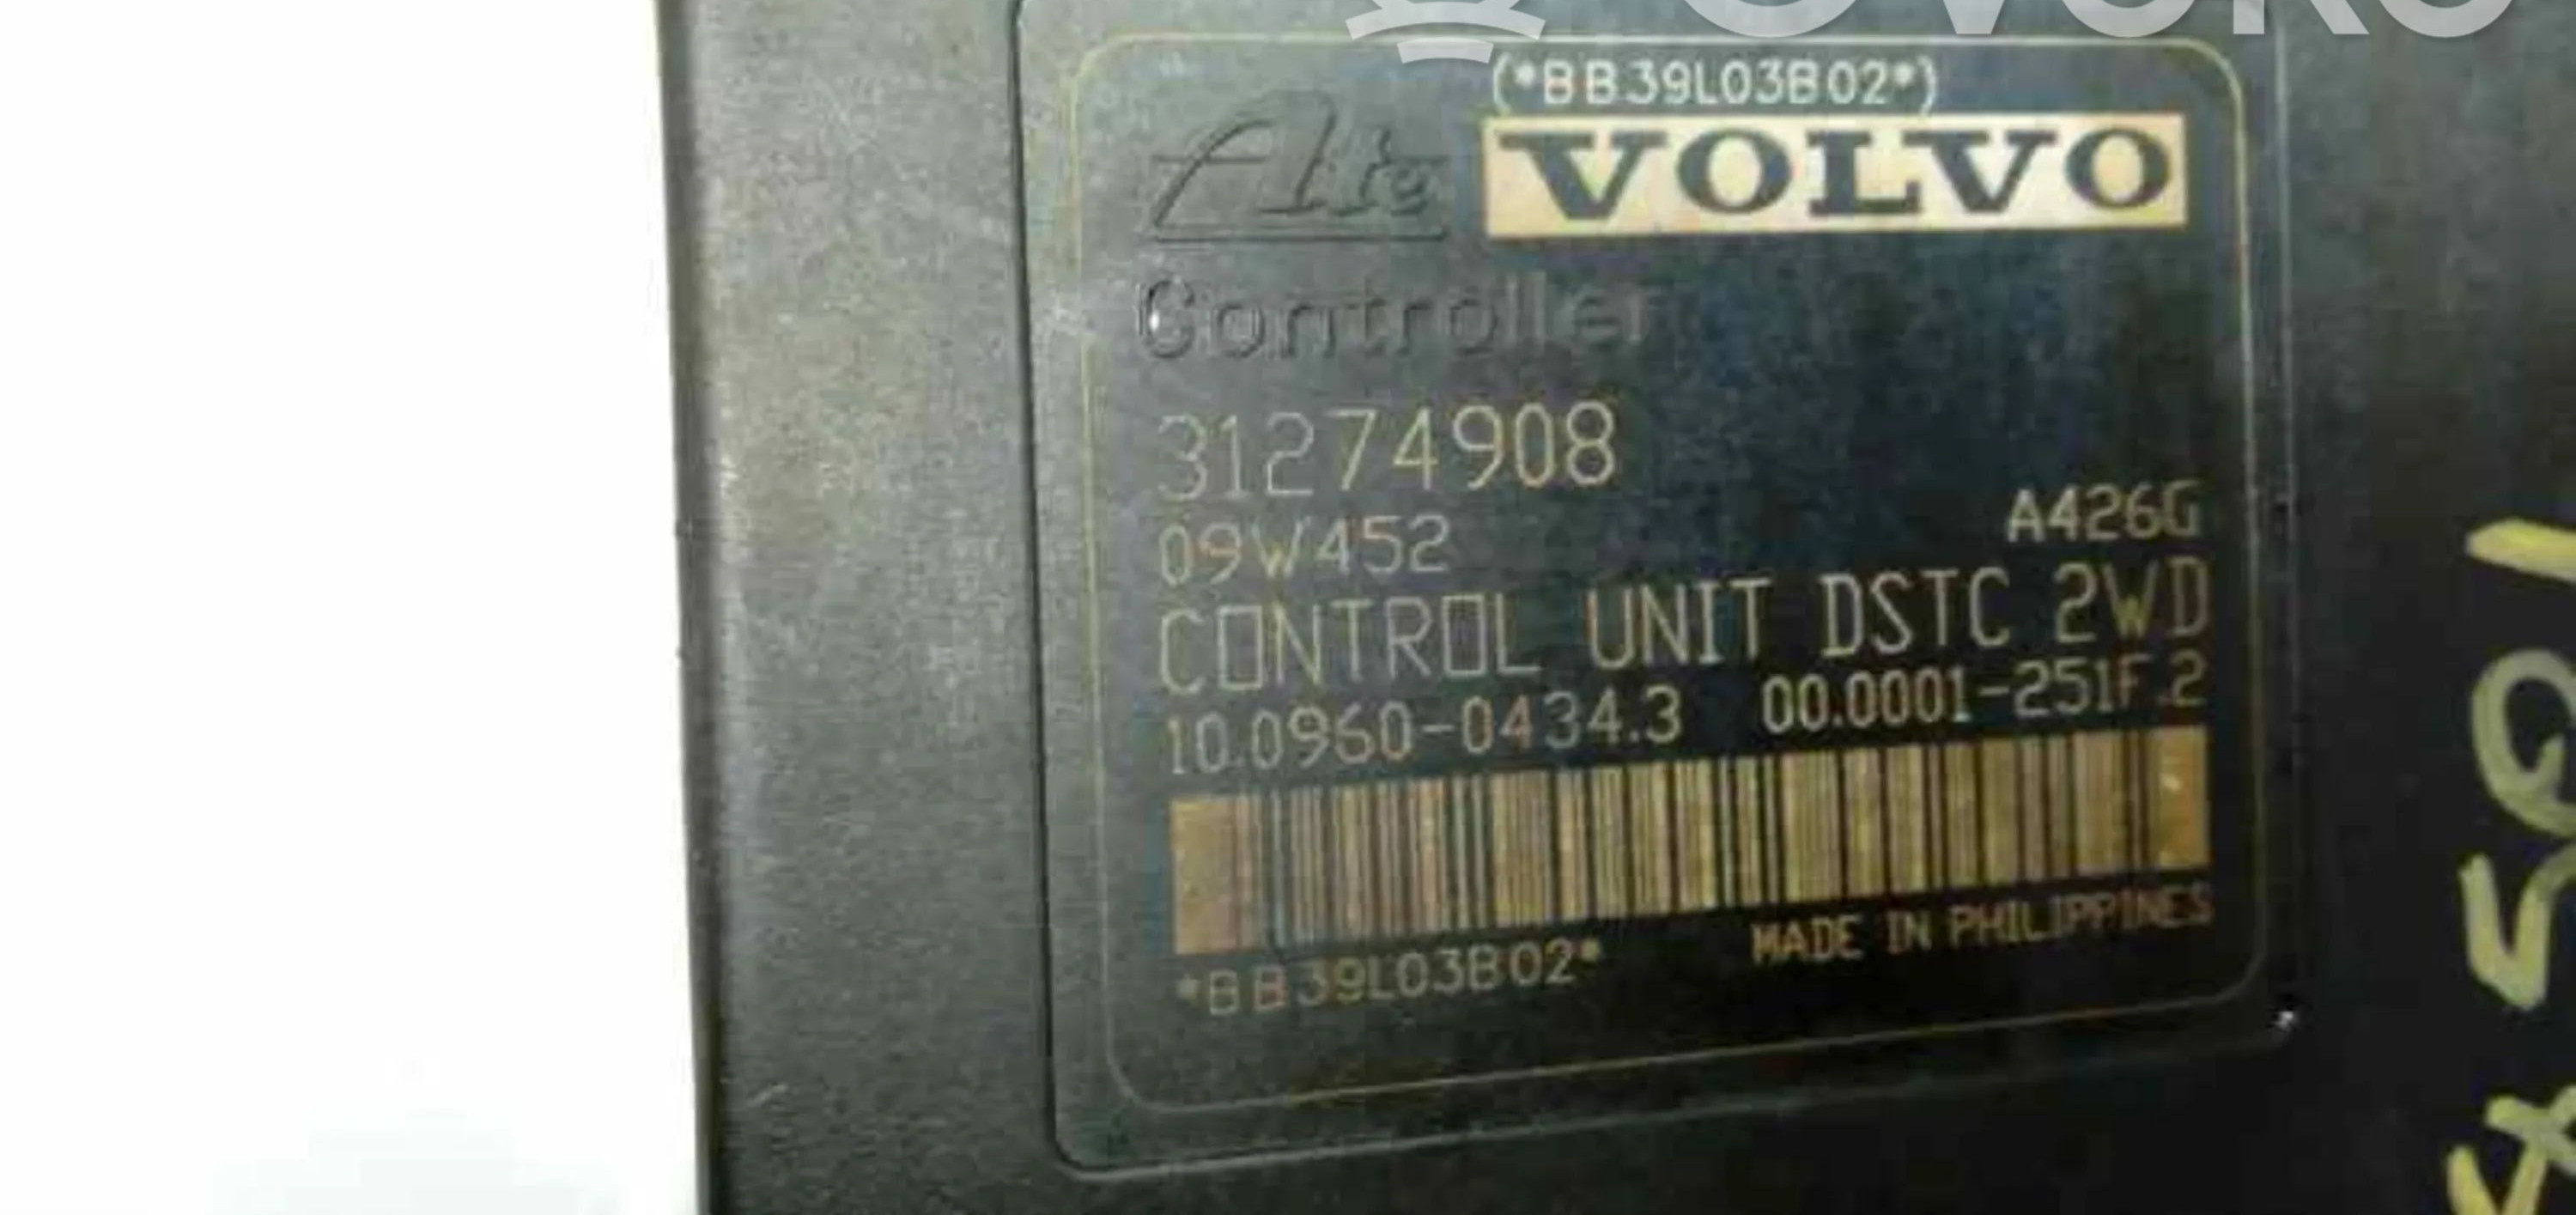 (*BB39L03B02*)
Ate VOLVO
Controller
31274908
09W452 A426G
CONTROL UNIT DSTC 2WD
10.0960-0434.3 00.0001-251F.2
*BB39L03B02* MADE IN PHILIPPINES